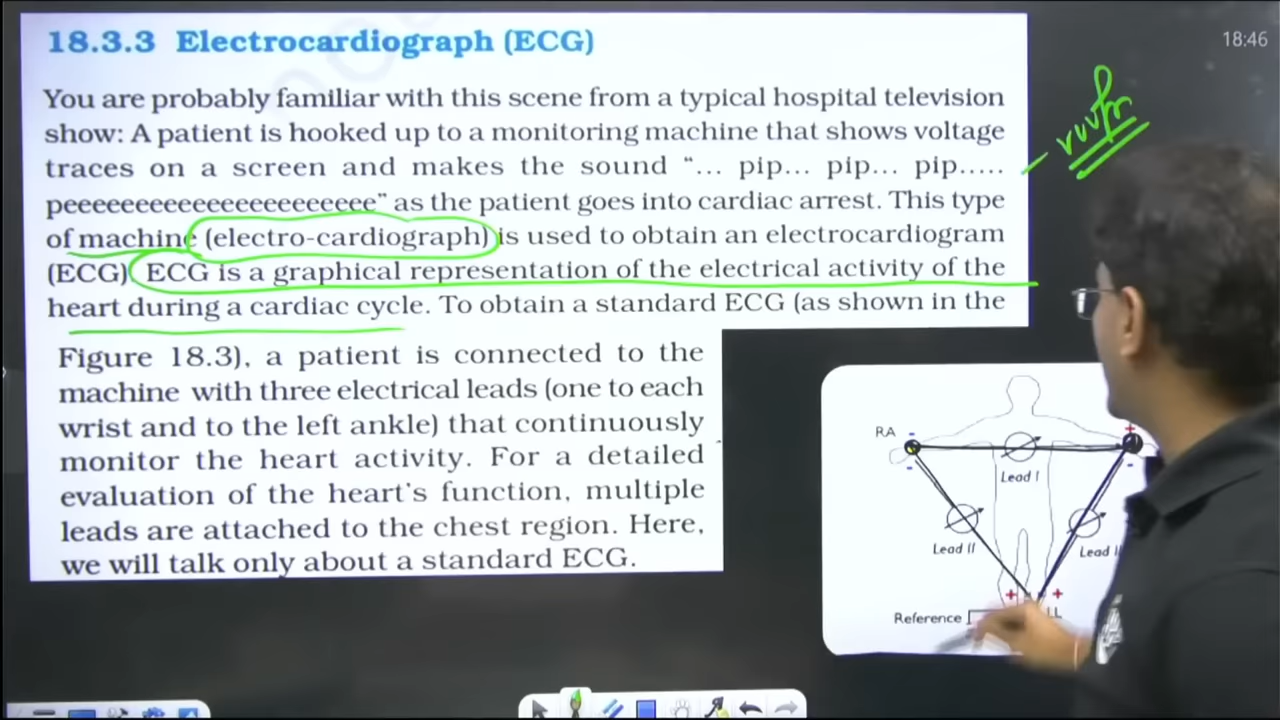 18.3.3 Electrocardiograph (ECG)
18:46
You are probably familiar with this scene from a typical hospital television
show: A patient is hooked up to a monitoring machine that shows voltage
traces on a screen and makes the sound “... pip... pip... pip.....
peeeeeeeeeeeeeeeeeeeeee” as the patient goes into cardiac arrest. This type
of machine (electro-cardiograph) is used to obtain an electrocardiogram
(ECG). ECG is a graphical representation of the electrical activity of the
heart during a cardiac cycle. To obtain a standard ECG (as shown in the
Figure 18.3), a patient is connected to the
machine with three electrical leads (one to each
wrist and to the left ankle) that continuously
monitor the heart activity. For a detailed
evaluation of the heart's function, multiple
leads are attached to the chest region. Here,
we will talk only about a standard ECG.
RA - +
- -
Lead I
Lead II Lead
+ +
Reference LL